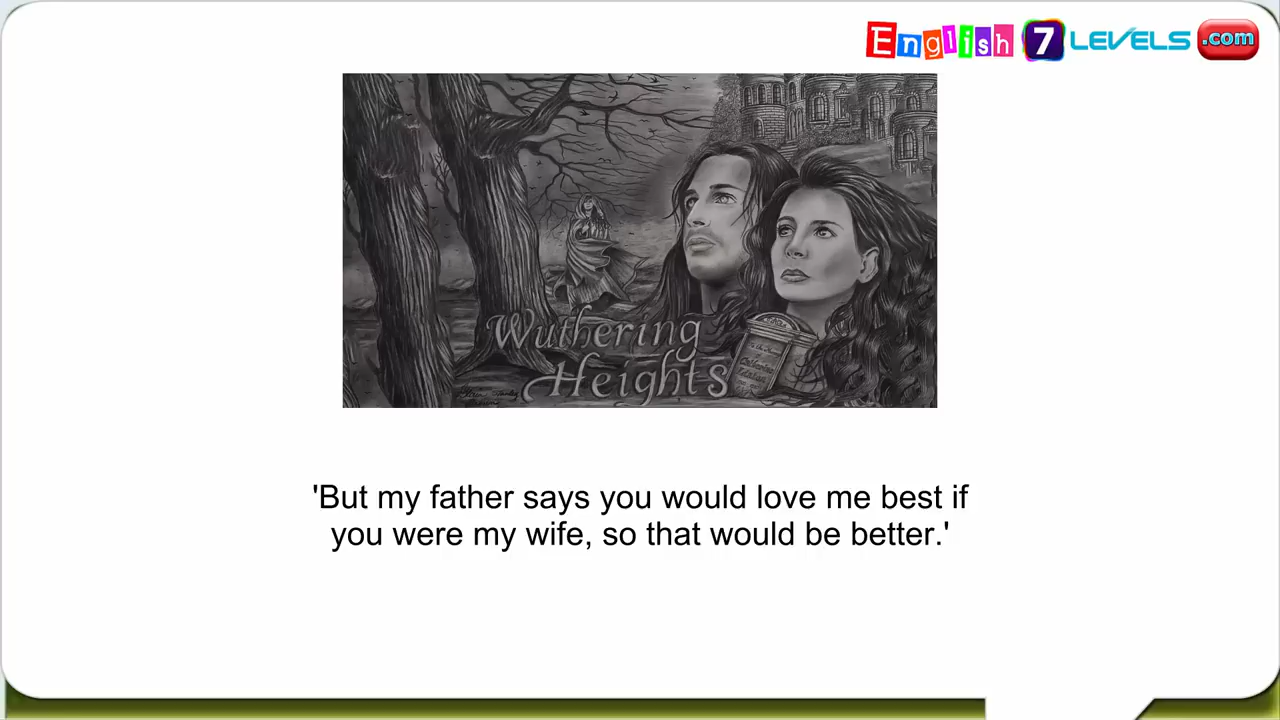 English 7 LEVELS .com
Wuthering
Heights
'But my father says you would love me best if
you were my wife, so that would be better.'